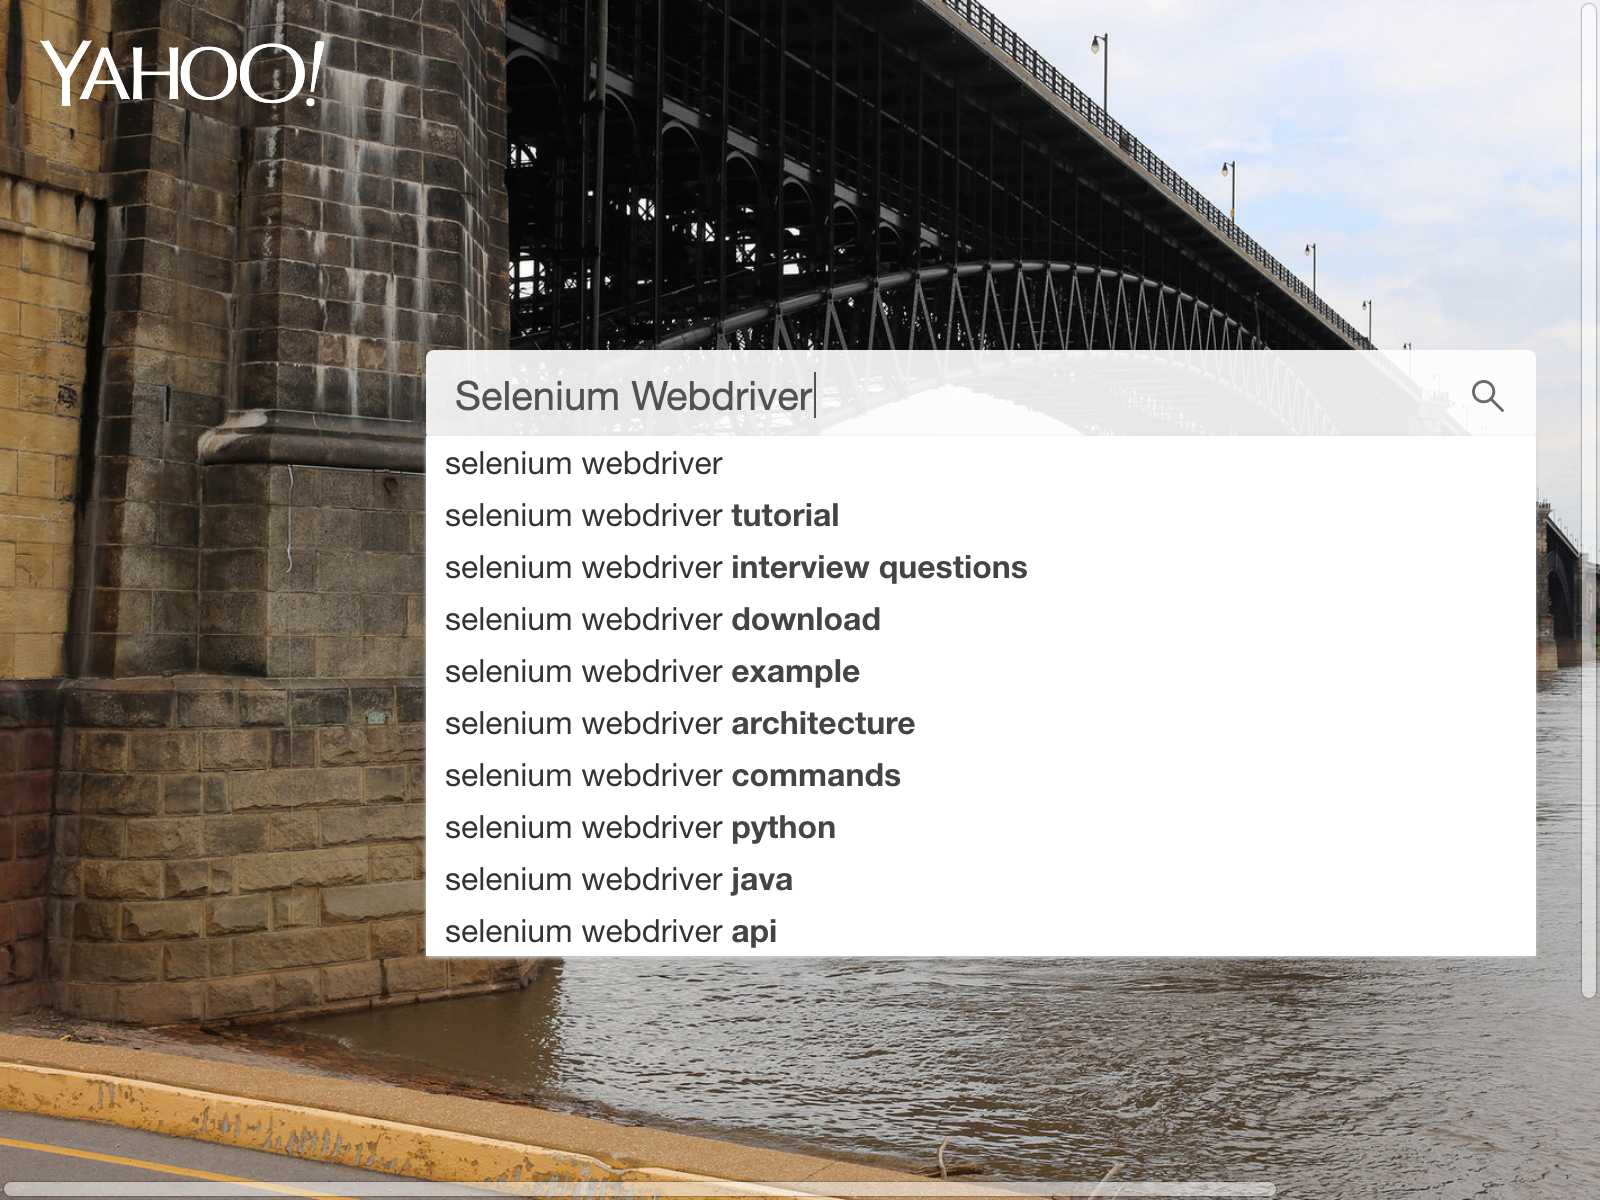 YAHOO!
Selenium Webdriver
selenium webdriver
selenium webdriver tutorial
selenium webdriver interview questions
selenium webdriver download
selenium webdriver example
selenium webdriver architecture
selenium webdriver commands
selenium webdriver python
selenium webdriver java
selenium webdriver api